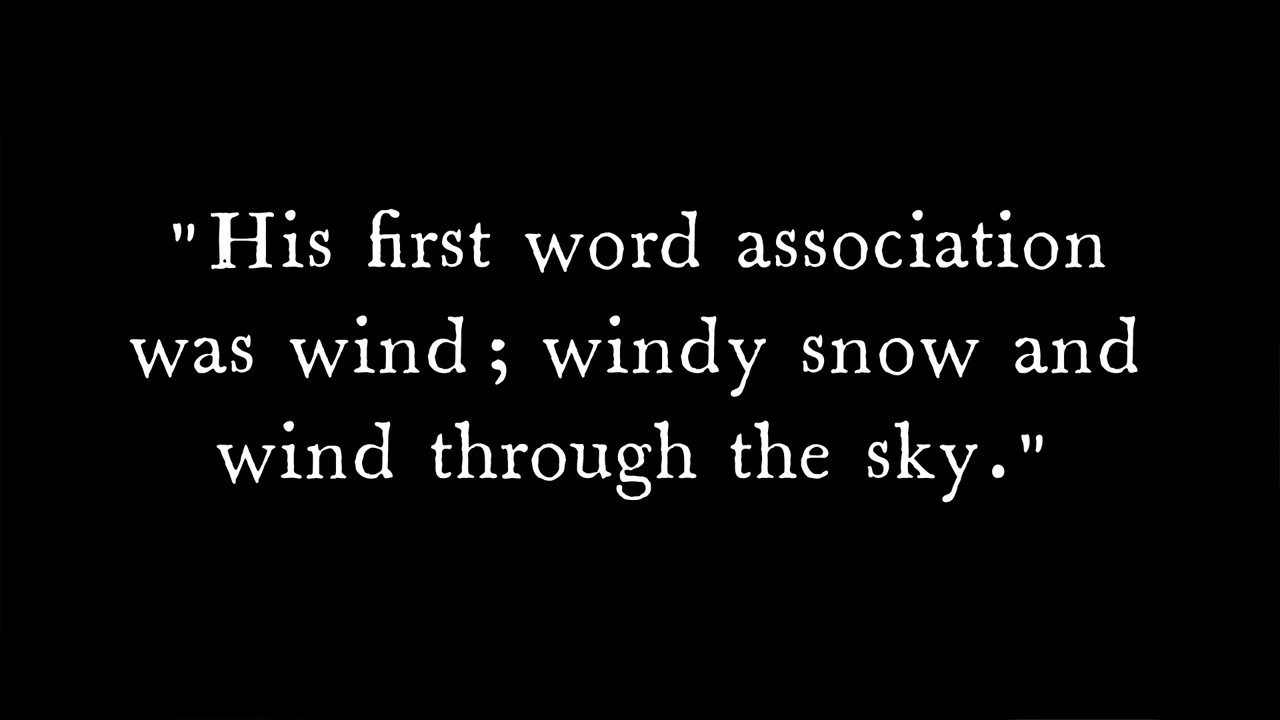 "His first word association
was wind; windy snow and
wind through the sky."